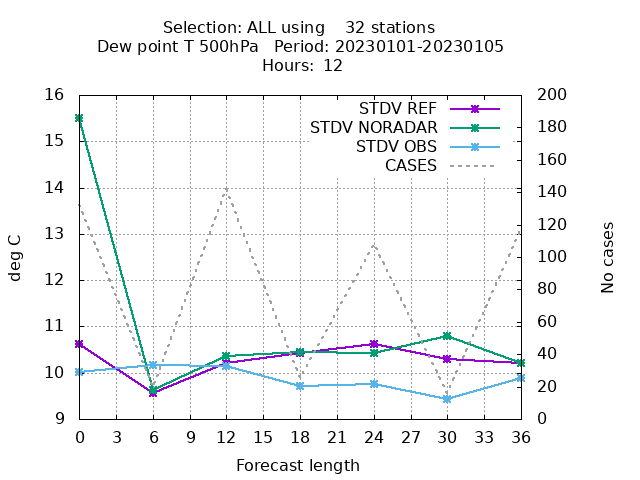 Selection: ALL using    32 stations
Dew point T 500hPa   Period: 20230101-20230105
Hours: 12
STDV REF
STDV NORADAR
STDV OBS
CASES
deg C
16
15
14
13
12
11
10
9
200
180
160
140
120
100
80
60
40
20
0
No cases
0 3 6 9 12 15 18 21 24 27 30 33 36
Forecast length